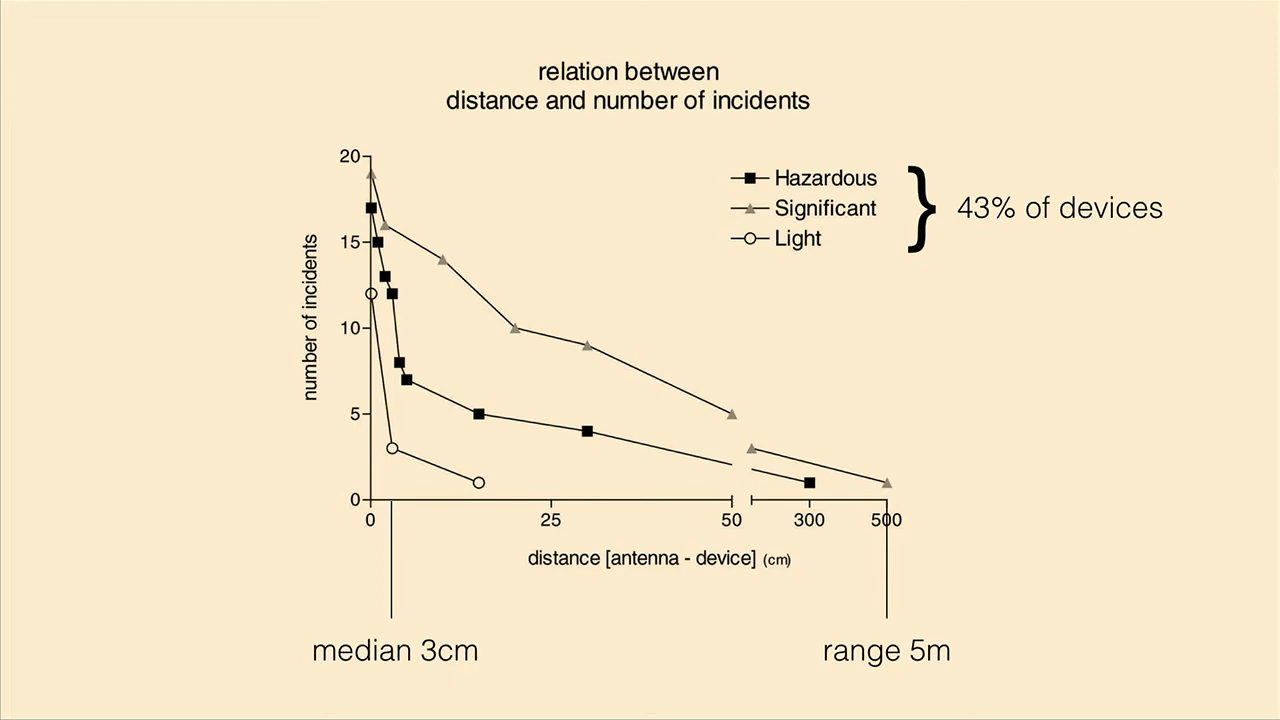 relation between
distance and number of incidents
20
15
10
5
0
number of incidents
Hazardous
Significant
Light
} 43% of devices
0 25 50 300 500
distance [antenna - device] (cm)
median 3cm
range 5m